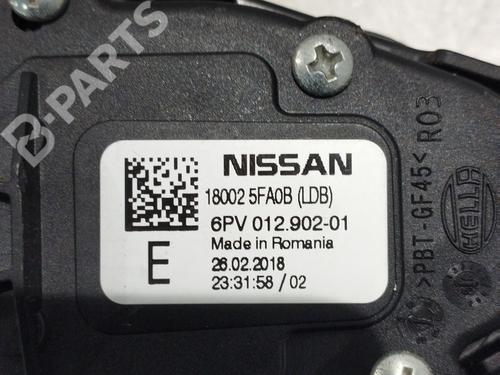 B-PARTS
NISSAN
18002 5FA0B (LDB)
6PV 012.902-01
Made in Romania
E
26.02.2018
23:31:58 / 02
>PBT-GF45< R03
HELLA